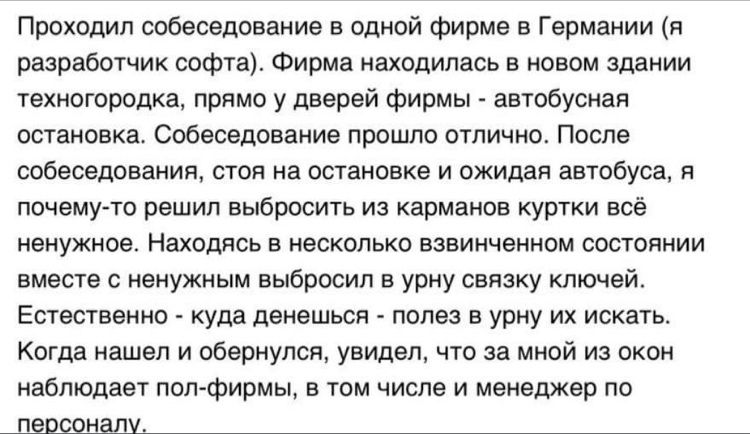 Проходил собеседование в одной фирме в Германии (я
разработчик софта). Фирма находилась в новом здании
техногородка, прямо у дверей фирмы - автобусная
остановка. Собеседование прошло отлично. После
собеседования, стоя на остановке и ожидая автобуса, я
почему-то решил выбросить из карманов куртки всё
ненужное. Находясь в несколько взвинченном состоянии
вместе с ненужным выбросил в урну связку ключей.
Естественно - куда денешься - полез в урну их искать.
Когда нашел и обернулся, увидел, что за мной из окон
наблюдает пол-фирмы, в том числе и менеджер по
персоналу.